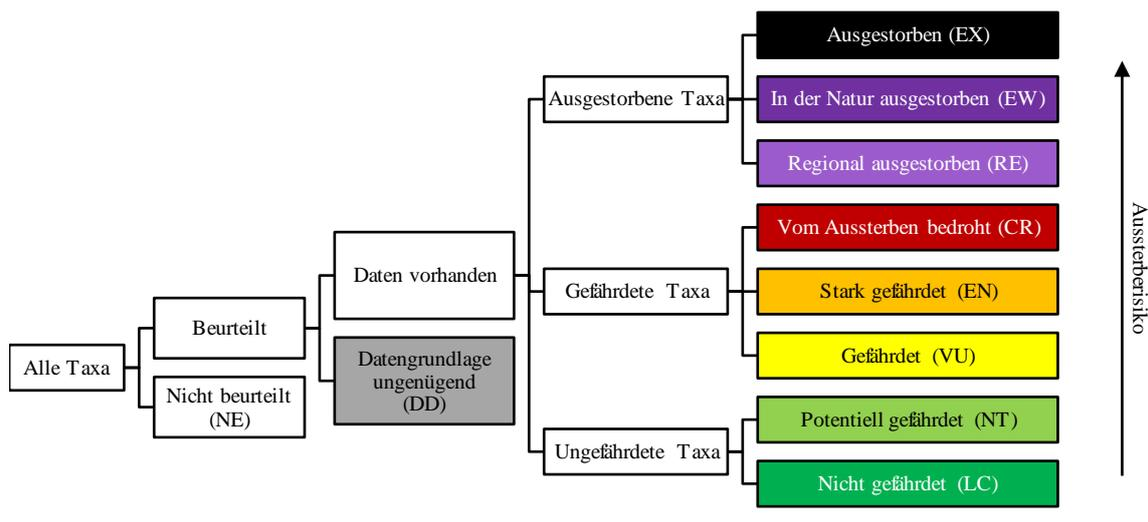 Alle Taxa
Beurteilt
Nicht beurteilt
(NE)
Daten vorhanden
Datengrundlage
ungenügend
(DD)
Ausgestorbene Taxa
Gefährdete Taxa
Ungefährdete Taxa
Ausgestorben (EX)
In der Natur ausgestorben (EW)
Regional ausgestorben (RE)
Vom Aussterben bedroht (CR)
Stark gefährdet (EN)
Gefährdet (VU)
Potentiell gefährdet (NT)
Nicht gefährdet (LC)
Aussterberisiko